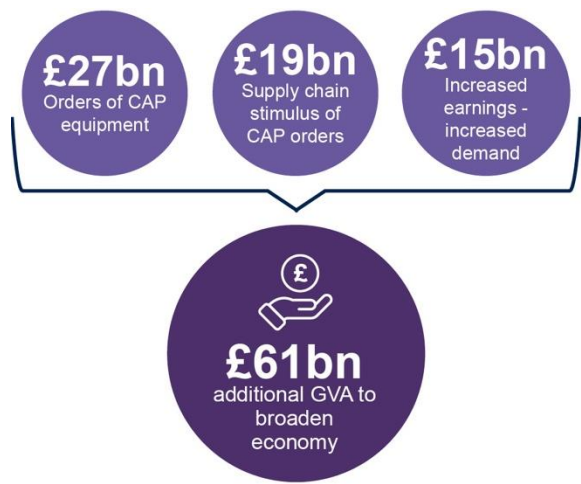 £27bn
Orders of CAP
equipment
£19bn
Supply chain
stimulus of
CAP orders
£15bn
Increased
earnings -
increased
demand
£
£61bn
additional GVA to
broaden
economy